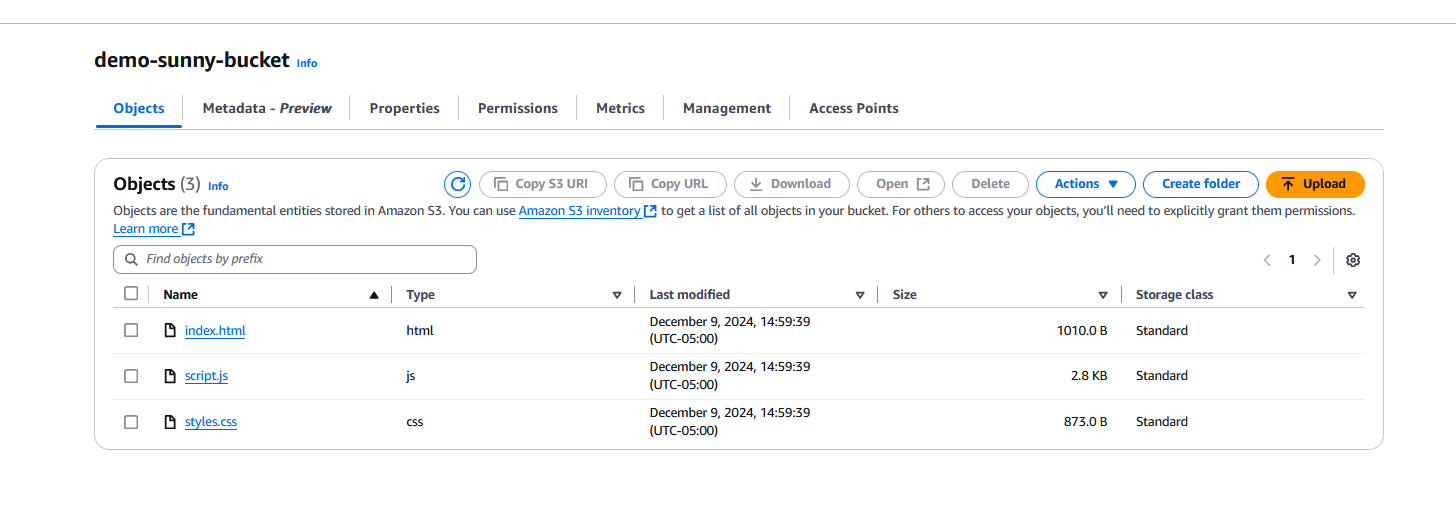 demo-sunny-bucket Info
Objects Metadata - Preview Properties Permissions Metrics Management Access Points
Objects (3) Info Copy S3 URI Copy URL Download Open Delete Actions Create folder Upload
Objects are the fundamental entities stored in Amazon S3. You can use Amazon S3 inventory to get a list of all objects in your bucket. For others to access your objects, you'll need to explicitly grant them permissions.
Learn more
Find objects by prefix 1
Name Type Last modified Size Storage class
index.html html December 9, 2024, 14:59:39 (UTC-05:00) 1010.0 B Standard
script.js js December 9, 2024, 14:59:39 (UTC-05:00) 2.8 KB Standard
styles.css css December 9, 2024, 14:59:39 (UTC-05:00) 873.0 B Standard